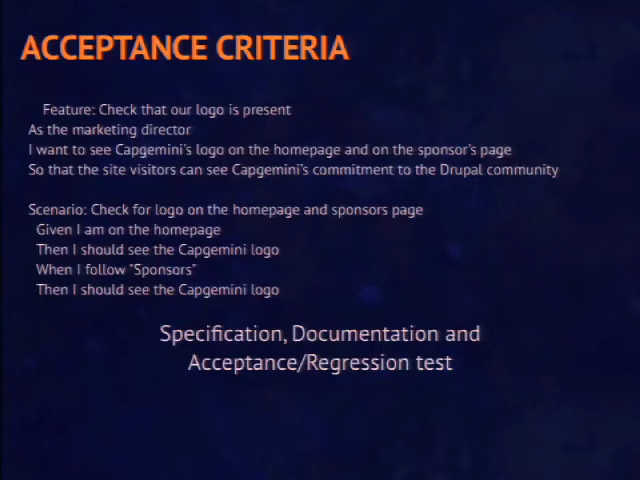 ACCEPTANCE CRITERIA
Feature: Check that our logo is present
As the marketing director
I want to see Capgemini's logo on the homepage and on the sponsor's page
So that the site visitors can see Capgemini's commitment to the Drupal community
Scenario: Check for logo on the homepage and sponsors page
Given I am on the homepage
Then I should see the Capgemini logo
When I follow "Sponsors"
Then I should see the Capgemini logo
Specification, Documentation and
Acceptance/Regression test